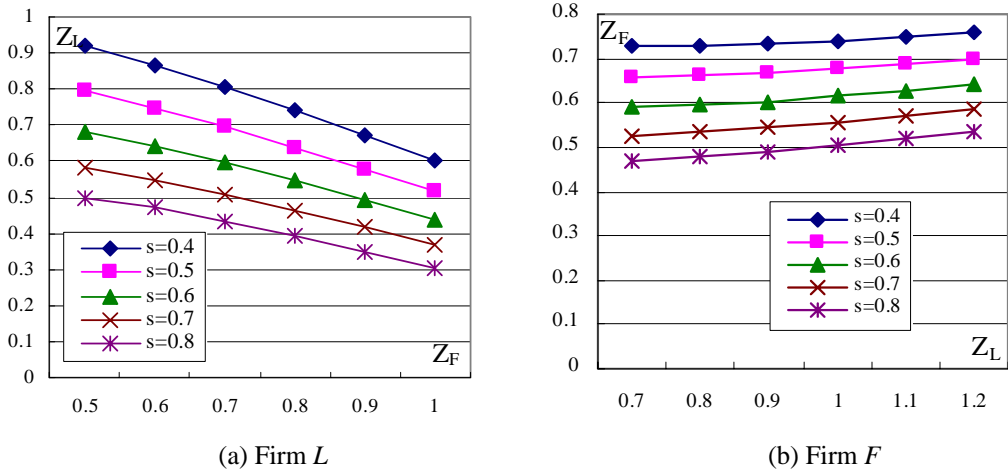 1
0.9
0.8
0.7
0.6
0.5
0.4
0.3
0.2
0.1
0
Z_L
s=0.4
s=0.5
s=0.6
s=0.7
s=0.8
Z_F
0.5 0.6 0.7 0.8 0.9 1
(a) Firm L
0.8
0.7
0.6
0.5
0.4
0.3
0.2
0.1
0
Z_F
s=0.4
s=0.5
s=0.6
s=0.7
s=0.8
Z_L
0.7 0.8 0.9 1 1.1 1.2
(b) Firm F